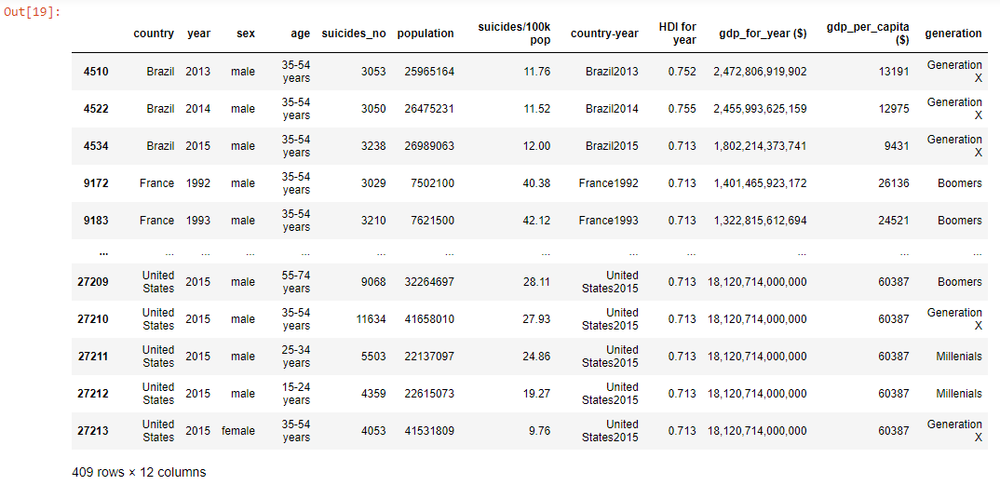 Out[19]:
country year sex age suicides_no population suicides/100k pop country-year HDI for year gdp_for_year ($) gdp_per_capita ($) generation
4510 Brazil 2013 male 35-54 years 3053 25965164 11.76 Brazil2013 0.752 2,472,806,919,902 13191 Generation X
4522 Brazil 2014 male 35-54 years 3050 26475231 11.52 Brazil2014 0.755 2,455,993,625,159 12975 Generation X
4534 Brazil 2015 male 35-54 years 3238 26989063 12.00 Brazil2015 0.713 1,802,214,373,741 9431 Generation X
9172 France 1992 male 35-54 years 3029 7502100 40.38 France1992 0.713 1,401,465,923,172 26136 Boomers
9183 France 1993 male 35-54 years 3210 7621500 42.12 France1993 0.713 1,322,815,612,694 24521 Boomers
... ... ... ... ... ... ... ... ... ... ... ... ...
27209 United States 2015 male 55-74 years 9068 32264697 28.11 United States2015 0.713 18,120,714,000,000 60387 Boomers
27210 United States 2015 male 35-54 years 11634 41658010 27.93 United States2015 0.713 18,120,714,000,000 60387 Generation X
27211 United States 2015 male 25-34 years 5503 22137097 24.86 United States2015 0.713 18,120,714,000,000 60387 Millenials
27212 United States 2015 male 15-24 years 4359 22615073 19.27 United States2015 0.713 18,120,714,000,000 60387 Millenials
27213 United States 2015 female 35-54 years 4053 41531809 9.76 United States2015 0.713 18,120,714,000,000 60387 Generation X
409 rows × 12 columns